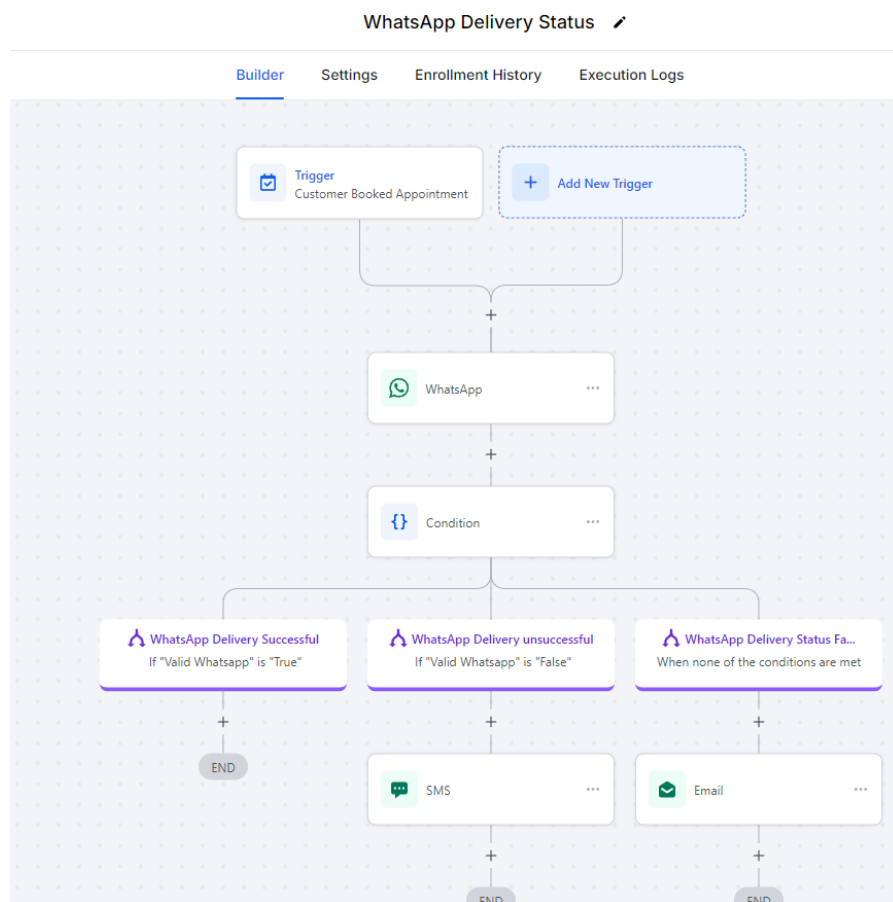 WhatsApp Delivery Status
Builder Settings Enrollment History Execution Logs
Trigger
Customer Booked Appointment
Add New Trigger
WhatsApp
Condition
WhatsApp Delivery Successful
If "Valid Whatsapp" is "True"
WhatsApp Delivery unsuccessful
If "Valid Whatsapp" is "False"
WhatsApp Delivery Status Fa...
When none of the conditions are met
END
SMS
Email
END
END